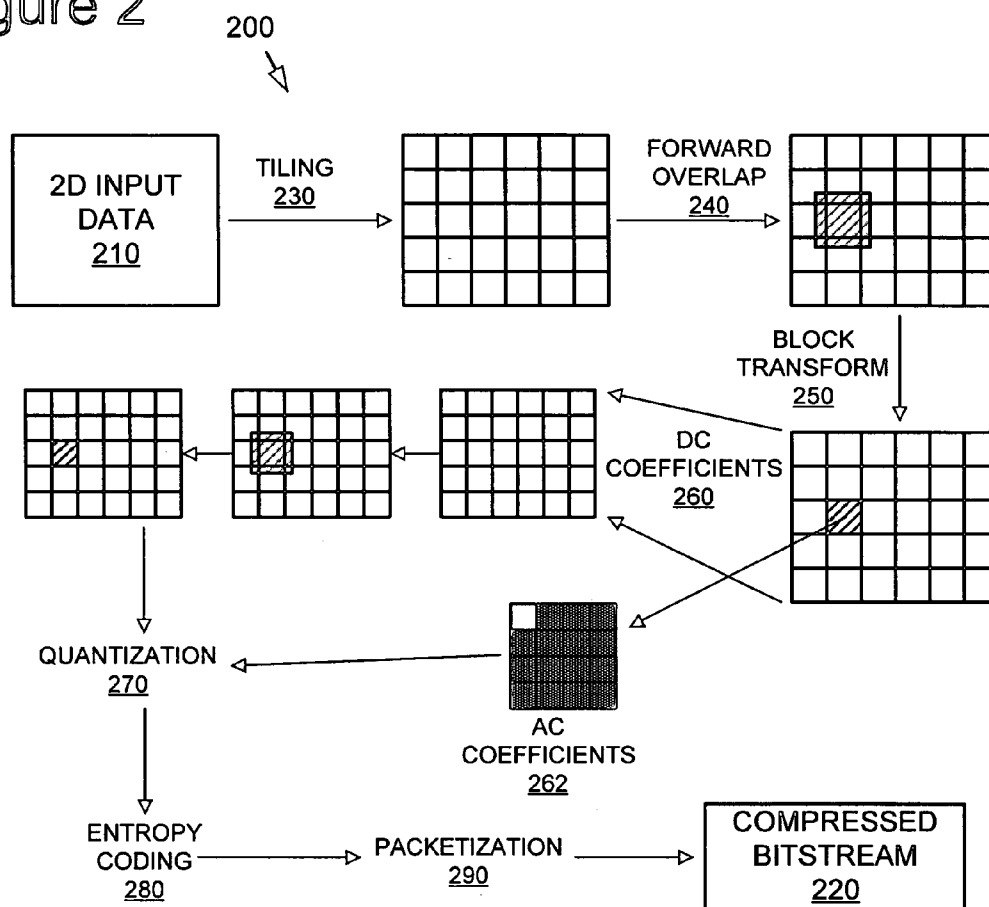 gure 2
200
2D INPUT
DATA
210
TILING
230
FORWARD
OVERLAP
240
BLOCK
TRANSFORM
250
DC
COEFFICIENTS
260
QUANTIZATION
270
AC
COEFFICIENTS
262
ENTROPY
CODING
280
PACKETIZATION
290
COMPRESSED
BITSTREAM
220